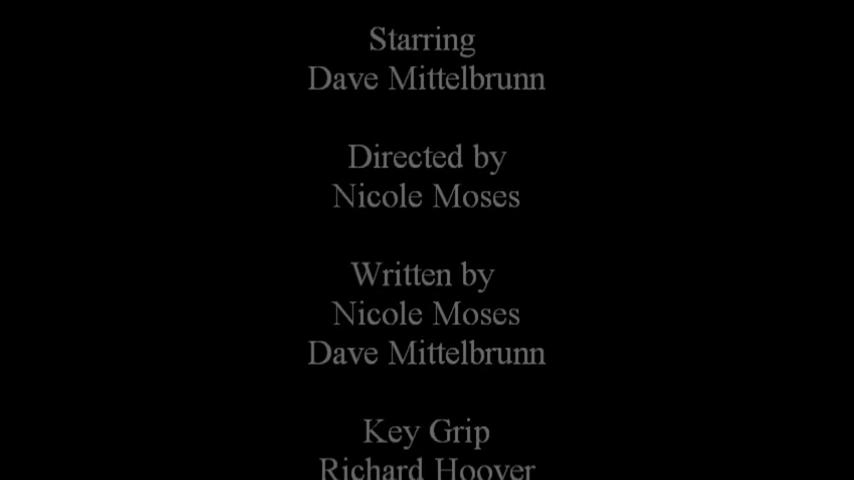 Starring
Dave Mittelbrunn
Directed by
Nicole Moses
Written by
Nicole Moses
Dave Mittelbrunn
Key Grip
Richard Hoover